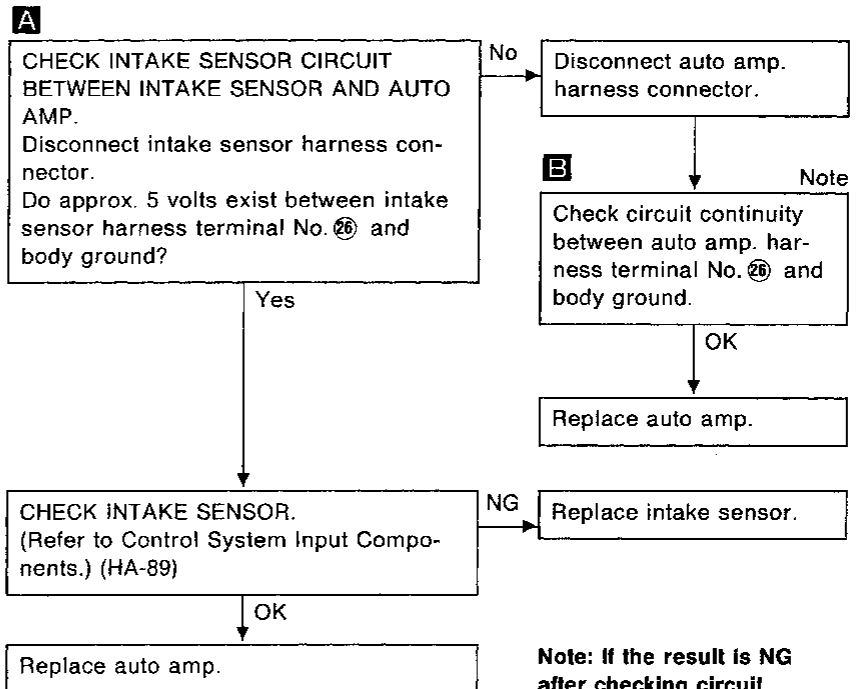 A
CHECK INTAKE SENSOR CIRCUIT
BETWEEN INTAKE SENSOR AND AUTO
AMP.
Disconnect intake sensor harness con-
nector.
Do approx. 5 volts exist between intake
sensor harness terminal No. ㉖ and
body ground?
No
Disconnect auto amp.
harness connector.
B
Note
Check circuit continuity
between auto amp. har-
ness terminal No. ㉖ and
body ground.
Yes
OK
Replace auto amp.
CHECK INTAKE SENSOR.
(Refer to Control System Input Compo-
nents.) (HA-89)
NG
Replace intake sensor.
OK
Replace auto amp.
Note: If the result is NG
after checking circuit